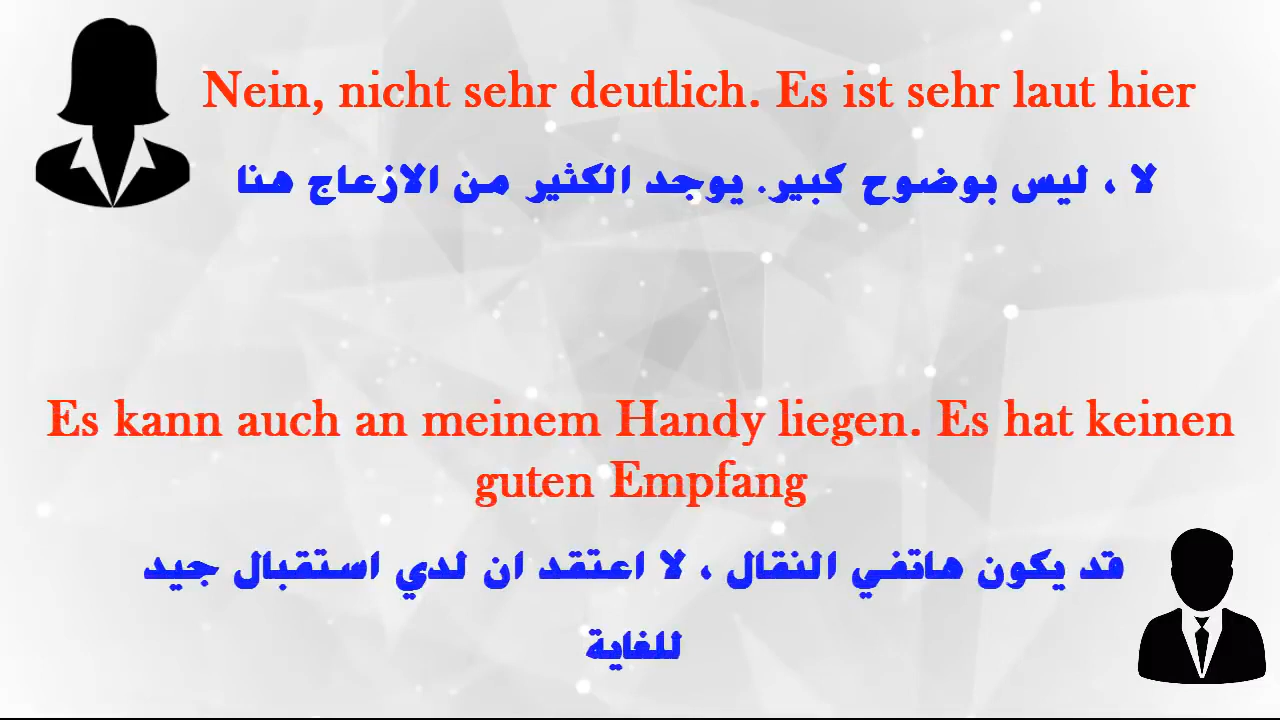 Nein, nicht sehr deutlich. Es ist sehr laut hier
لا ، ليس بوضوح كبير. يوجد الكثير من الازعاج هنا
Es kann auch an meinem Handy liegen. Es hat keinen
guten Empfang
قد يكون هاتفي النقال ، لا اعتقد ان لدي استقبال جيد
للغاية